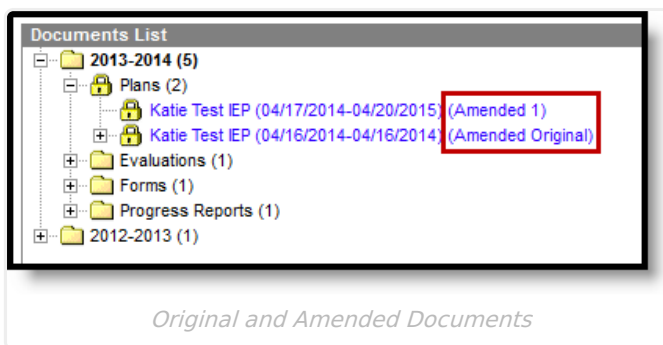 Documents List
2013-2014 (5)
Plans (2)
Katie Test IEP (04/17/2014-04/20/2015) (Amended 1)
Katie Test IEP (04/16/2014-04/16/2014) (Amended Original)
Evaluations (1)
Forms (1)
Progress Reports (1)
2012-2013 (1)
Original and Amended Documents